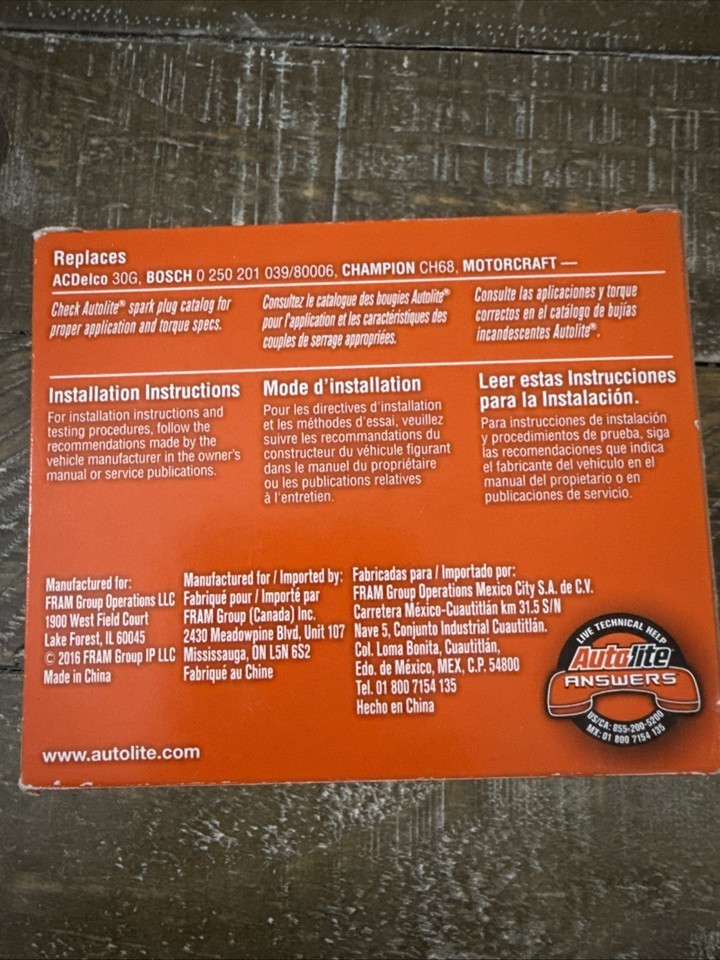 Replaces
ACDelco 30G, BOSCH 0 250 201 039/80006, CHAMPION CH68, MOTORCRAFT —
Check Autolite® spark plug catalog for
proper application and torque specs.
Consultez le catalogue des bougies Autolite®
pour l'application et les caractéristiques des
couples de serrage appropriées.
Consulte las aplicaciones y torque
correctos en el catálogo de bujías
incandescentes Autolite®.
Installation Instructions
For installation instructions and
testing procedures, follow the
recommendations made by the
vehicle manufacturer in the owner's
manual or service publications.
Mode d'installation
Pour les directives d'installation
et les méthodes d'essai, veuillez
suivre les recommandations du
constructeur du véhicule figurant
dans le manuel du propriétaire
ou les publications relatives
à l'entretien.
Leer estas Instrucciones
para la Instalación.
Para instrucciones de instalación
y procedimientos de prueba, siga
las recomendaciones que indica
el fabricante del vehículo en el
manual del propietario o en
publicaciones de servicio.
Manufactured for:
FRAM Group Operations LLC
1900 West Field Court
Lake Forest, IL 60045
© 2016 FRAM Group IP LLC
Made in China
Manufactured for / Imported by:
Fabriqué pour / Importé par
FRAM Group (Canada) Inc.
2430 Meadowpine Blvd, Unit 107
Mississauga, ON L5N 6S2
Fabriqué au Chine
Fabricadas para / Importado por:
FRAM Group Operations Mexico City S.A. de C.V.
Carretera México-Cuautitlán km 31.5 S/N
Nave 5, Conjunto Industrial Cuautitlán.
Col. Loma Bonita, Cuautitlán,
Edo. de México, MEX, C.P. 54800
Tel. 01 800 7154 135
Hecho en China
LIVE TECHNICAL HELP
Autolite
ANSWERS
US/CA: 855-200-5200
MX: 01 800 7154 135
www.autolite.com